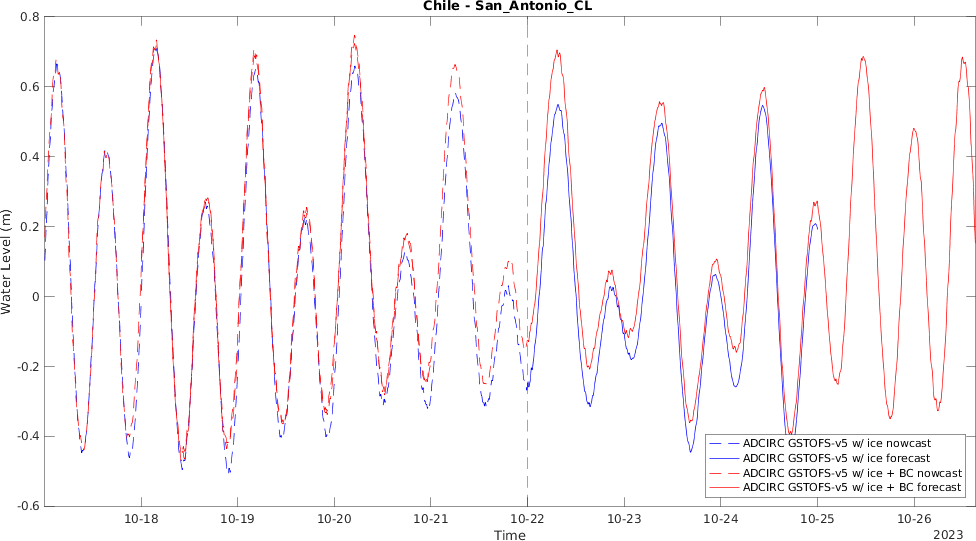 Chile - San_Antonio_CL
0.8
0.6
0.4
0.2
0
-0.2
-0.4
-0.6
Water Level (m)
10-18 10-19 10-20 10-21 10-22 10-23 10-24 10-25 10-26
Time
2023
ADCIRC GSTOFS-v5 w/ ice nowcast
ADCIRC GSTOFS-v5 w/ ice forecast
ADCIRC GSTOFS-v5 w/ ice + BC nowcast
ADCIRC GSTOFS-v5 w/ ice + BC forecast